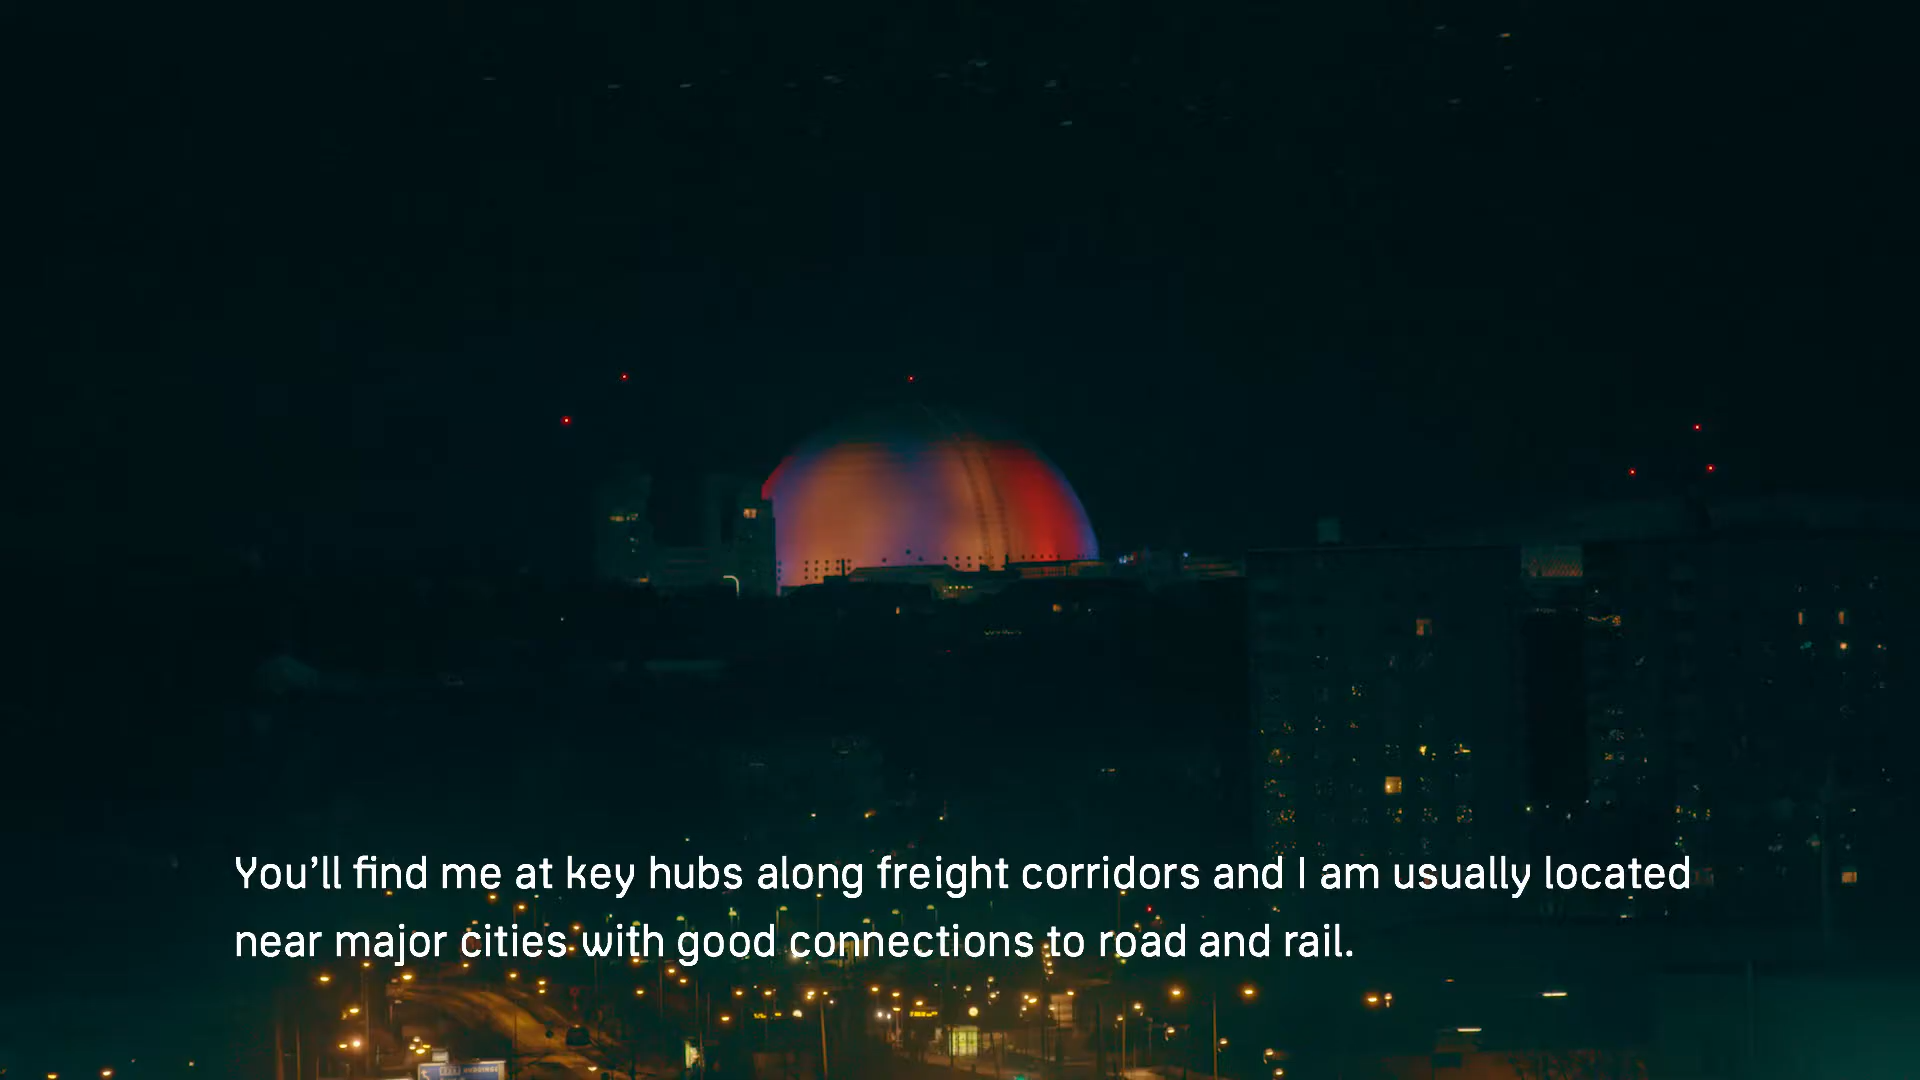 You’ll find me at key hubs along freight corridors and I am usually located
near major cities with good connections to road and rail.